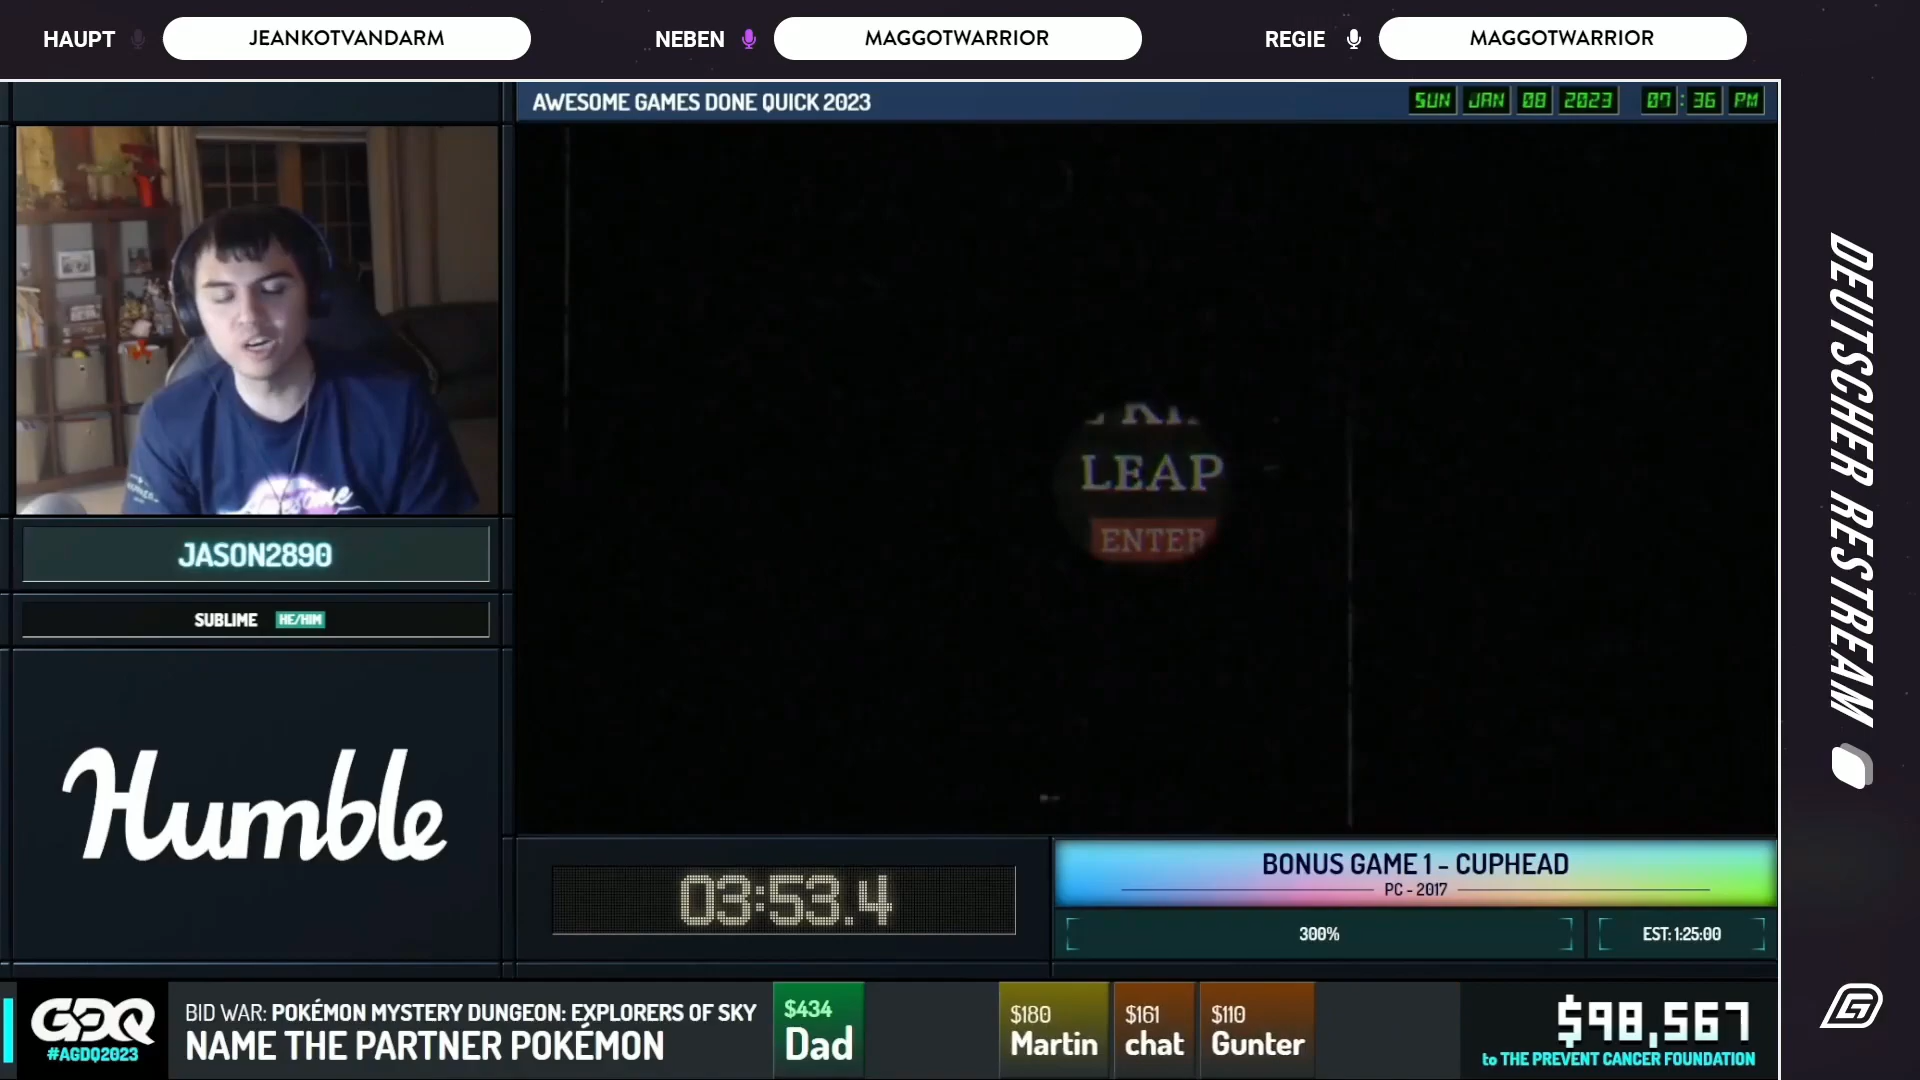 HAUPT JEANKOTVANDARM NEBEN MAGGOTWARRIOR REGIE MAGGOTWARRIOR
AWESOME GAMES DONE QUICK 2023 SUN JAN 08 2023 07:36 PM
LEAP
ENTER
JASON2890
SUBLIME HE/HIM
Humble
03:53.4
BONUS GAME 1 - CUPHEAD
PC - 2017
300% EST: 1:25:00
GDQ
#AGDQ2023
BID WAR: POKÉMON MYSTERY DUNGEON: EXPLORERS OF SKY
NAME THE PARTNER POKÉMON
$434
Dad
$180
Martin
$161
chat
$110
Gunter
$98,567
to THE PREVENT CANCER FOUNDATION
DEUTSCHER RESTREAM